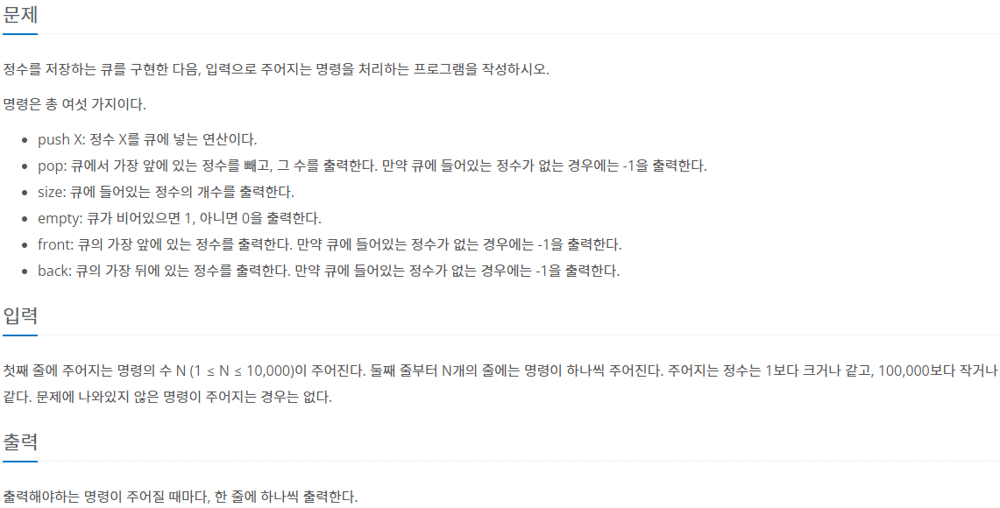 문제
정수를 저장하는 큐를 구현한 다음, 입력으로 주어지는 명령을 처리하는 프로그램을 작성하시오.
명령은 총 여섯 가지이다.
push X: 정수 X를 큐에 넣는 연산이다.
pop: 큐에서 가장 앞에 있는 정수를 빼고, 그 수를 출력한다. 만약 큐에 들어있는 정수가 없는 경우에는 -1을 출력한다.
size: 큐에 들어있는 정수의 개수를 출력한다.
empty: 큐가 비어있으면 1, 아니면 0을 출력한다.
front: 큐의 가장 앞에 있는 정수를 출력한다. 만약 큐에 들어있는 정수가 없는 경우에는 -1을 출력한다.
back: 큐의 가장 뒤에 있는 정수를 출력한다. 만약 큐에 들어있는 정수가 없는 경우에는 -1을 출력한다.
입력
첫째 줄에 주어지는 명령의 수 N (1 ≤ N ≤ 10,000)이 주어진다. 둘째 줄부터 N개의 줄에는 명령이 하나씩 주어진다. 주어지는 정수는 1보다 크거나 같고, 100,000보다 작거나
같다. 문제에 나와있지 않은 명령이 주어지는 경우는 없다.
출력
출력해야하는 명령이 주어질 때마다, 한 줄에 하나씩 출력한다.